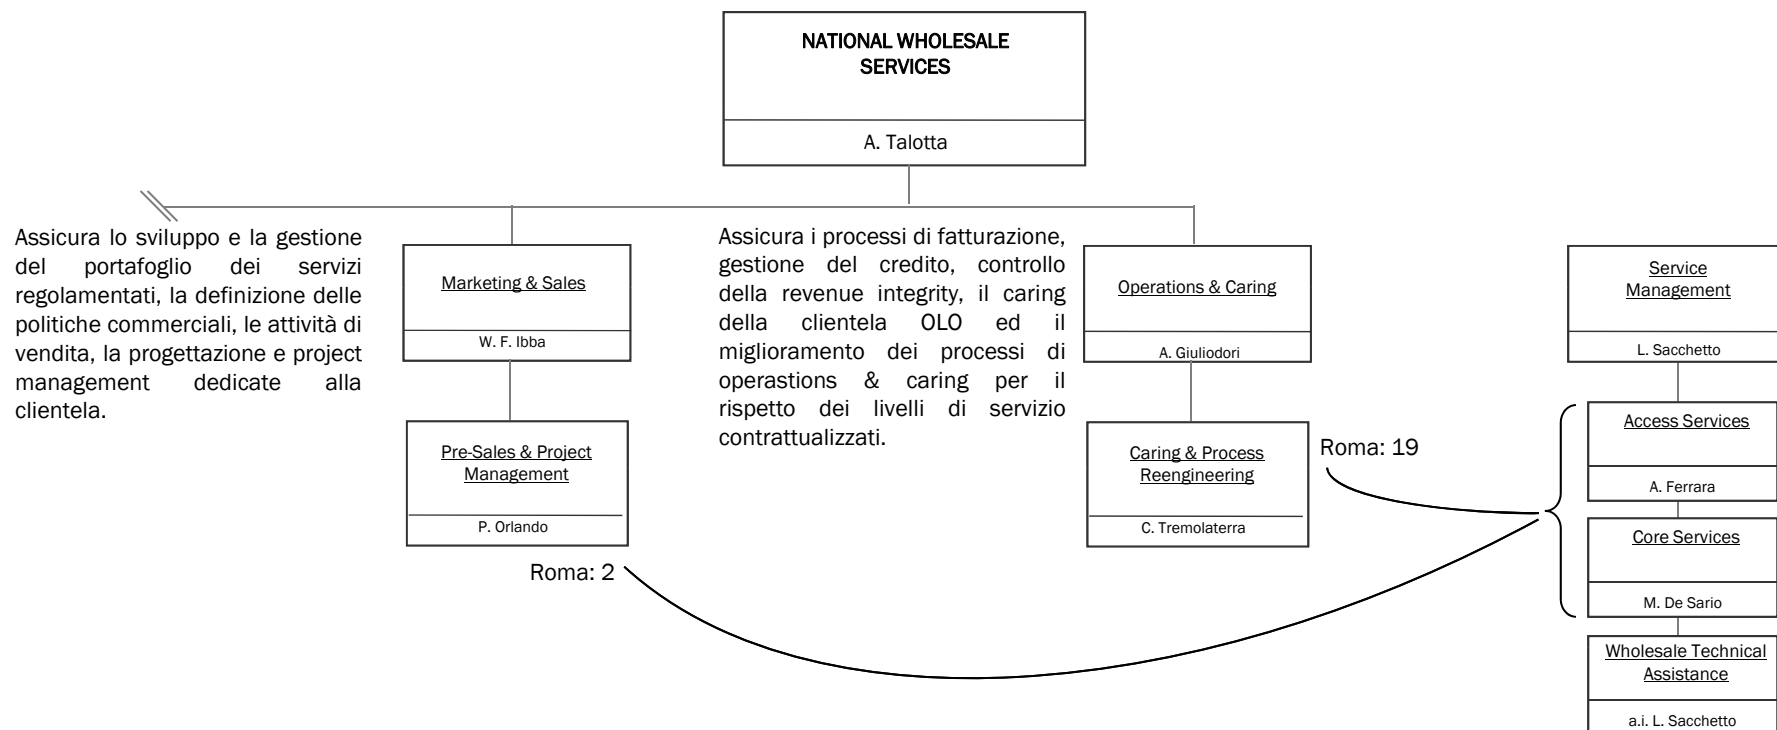 NATIONAL WHOLESALE
SERVICES
A. Talotta
Assicura lo sviluppo e la gestione
del portafoglio dei servizi
regolamentati, la definizione delle
politiche commerciali, le attività di
vendita, la progettazione e project
management dedicate alla
clientela.
Marketing & Sales
W. F. Ibba
Pre-Sales & Project
Management
P. Orlando
Roma: 2
Assicura i processi di fatturazione,
gestione del credito, controllo
della revenue integrity, il caring
della clientela OLO ed il
miglioramento dei processi di
operastions & caring per il
rispetto dei livelli di servizio
contrattualizzati.
Operations & Caring
A. Giuliodori
Caring & Process
Reengineering
C. Tremolaterra
Roma: 19
Service
Management
L. Sacchetto
Access Services
A. Ferrara
Core Services
M. De Sario
Wholesale Technical
Assistance
a.i. L. Sacchetto